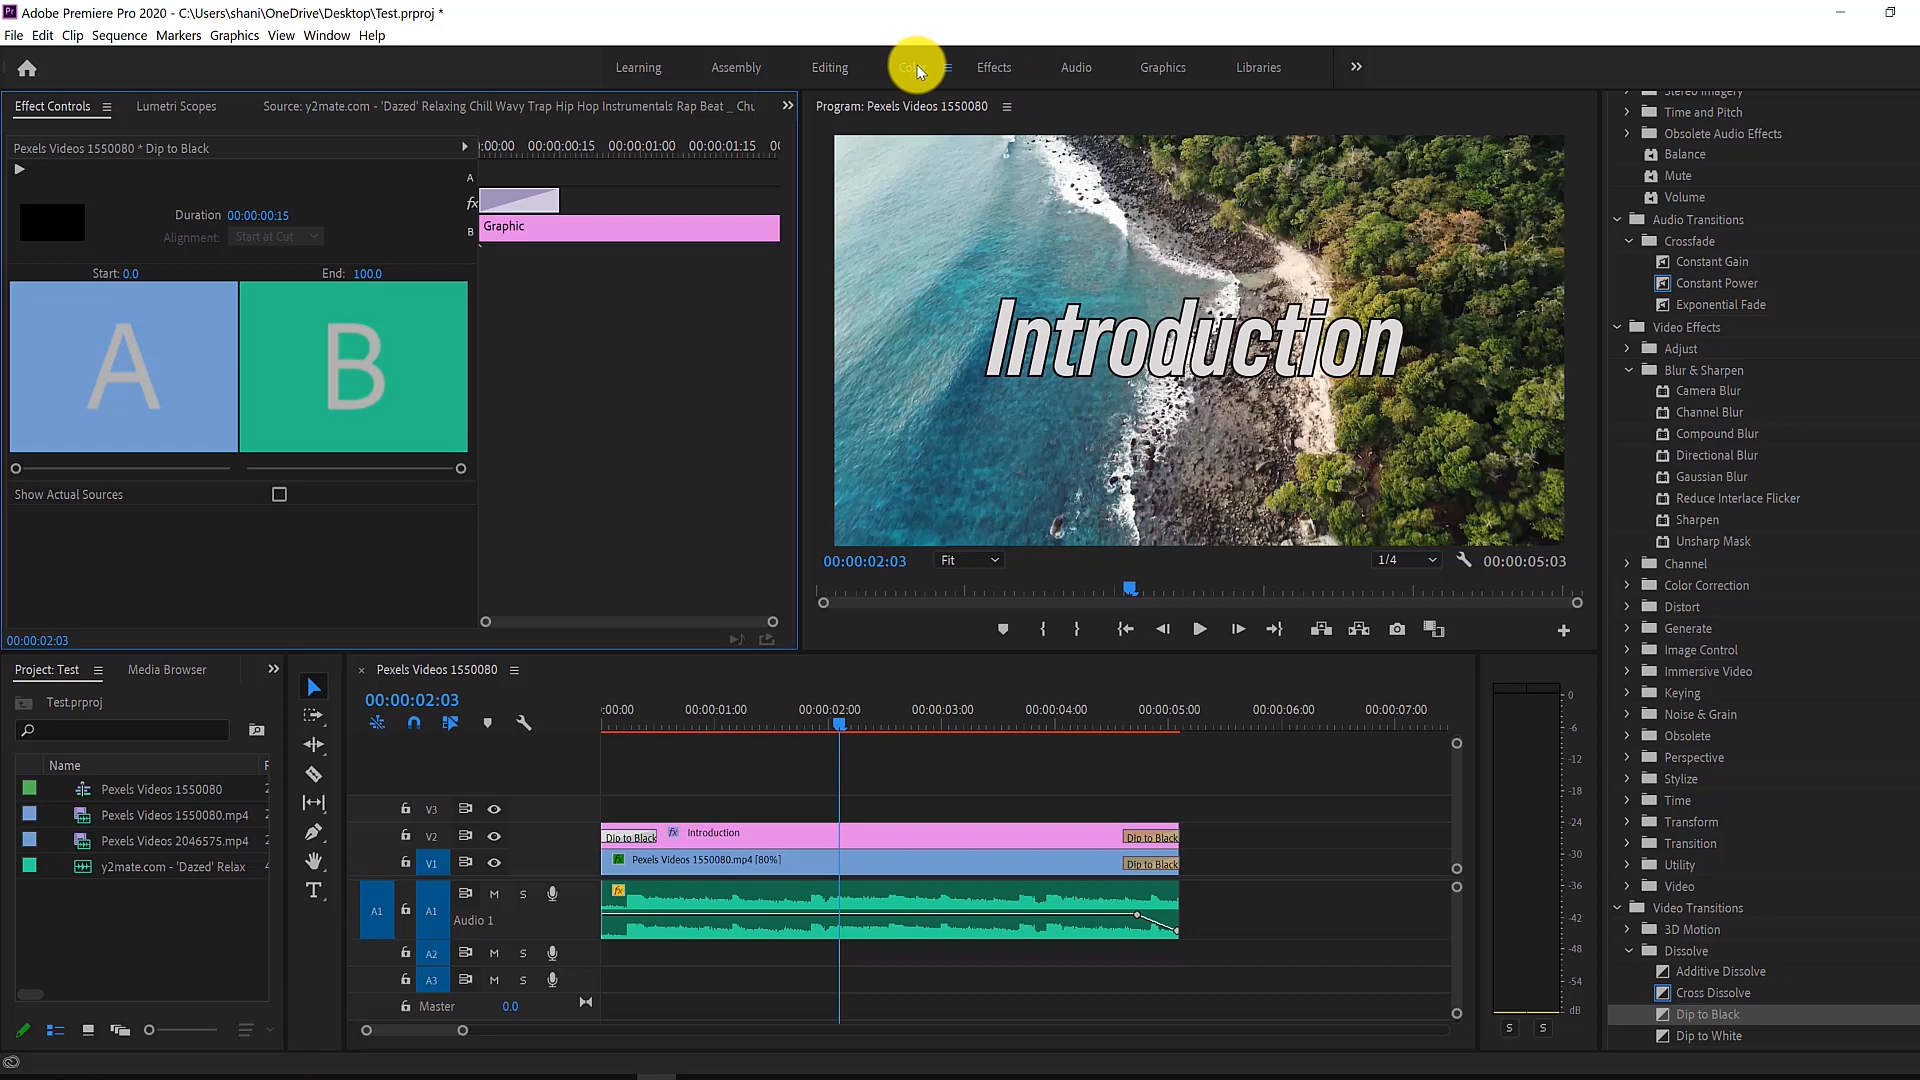 Adobe Premiere Pro 2020 - C:\Users\shani\OneDrive\Desktop\Test.prproj *
File Edit Clip Sequence Markers Graphics View Window Help
Learning Assembly Editing Color Effects Audio Graphics Libraries
Effect Controls Lumetri Scopes Source: y2mate.com - 'Dazed' Relaxing Chill Wavy Trap Hip Hop Instrumentals Rap Beat _ Chu
Program: Pexels Videos 1550080
Pexels Videos 1550080 * Dip to Black
:00:00 00:00:00:15 00:00:01:00 00:00:01:15 00
A
fx
Duration 00:00:00:15
Alignment: Start at Cut
B
Graphic
Start: 0.0 End: 100.0
A B
Show Actual Sources
00:00:02:03
Introduction
00:00:02:03 Fit 1/4 00:00:05:03
Stereo Imagery
Time and Pitch
Obsolete Audio Effects
Balance
Mute
Volume
Audio Transitions
Crossfade
Constant Gain
Constant Power
Exponential Fade
Video Effects
Adjust
Blur & Sharpen
Camera Blur
Channel Blur
Compound Blur
Directional Blur
Gaussian Blur
Reduce Interlace Flicker
Sharpen
Unsharp Mask
Channel
Color Correction
Distort
Generate
Image Control
Immersive Video
Keying
Noise & Grain
Obsolete
Perspective
Stylize
Time
Transform
Transition
Utility
Video
Video Transitions
3D Motion
Dissolve
Additive Dissolve
Cross Dissolve
Dip to Black
Dip to White
Project: Test Media Browser
Test.prproj
Name F
Pexels Videos 1550080 2
Pexels Videos 1550080.mp4 2
Pexels Videos 2046575.mp4 2
y2mate.com - 'Dazed' Relax 4
T
Pexels Videos 1550080
00:00:02:03
:00:00 00:00:01:00 00:00:02:00 00:00:03:00 00:00:04:00 00:00:05:00 00:00:06:00 00:00:07:00
V3
V2 Dip to Black fx Introduction Dip to Black
V1 fx Pexels Videos 1550080.mp4 [80%] Dip to Black
A1 A1 M S fx
Audio 1
A2 M S
A3 M S
Master 0.0
0
-6
-12
-18
-24
-30
-36
-42
-48
-54
dB
S S